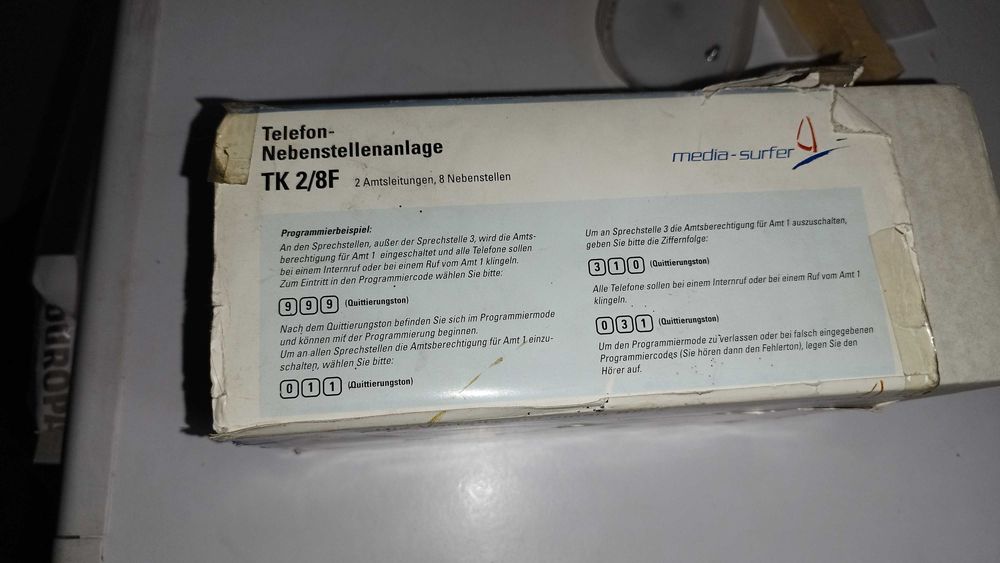 Telefon-
Nebenstellenanlage
TK 2/8F 2 Amtsleitungen, 8 Nebenstellen
media-surfer
Programmierbeispiel:
An den Sprechstellen, außer der Sprechstelle 3, wird die Amts-
berechtigung für Amt 1 eingeschaltet und alle Telefone sollen
bei einem Internruf oder bei einem Ruf vom Amt 1 klingeln.
Zum Eintritt in den Programmiercode wählen Sie bitte:
9 9 9 (Quittierungston)
Nach dem Quittierungston befinden Sie sich im Programmiermode
und können mit der Programmierung beginnen.
Um an allen Sprechstellen die Amtsberechtigung für Amt 1 einzu-
schalten, wählen Sie bitte:
0 1 1 (Quittierungston)
Um an Sprechstelle 3 die Amtsberechtigung für Amt 1 auszuschalten,
geben Sie bitte die Ziffernfolge:
3 1 0 (Quittierungston)
Alle Telefone sollen bei einem Internruf oder bei einem Ruf vom Amt 1
klingeln.
0 3 1 (Quittierungston)
Um den Programmiermode zu verlassen oder bei falsch eingegebenen
Programmiercodes (Sie hören dann den Fehlerton), legen Sie den
Hörer auf.